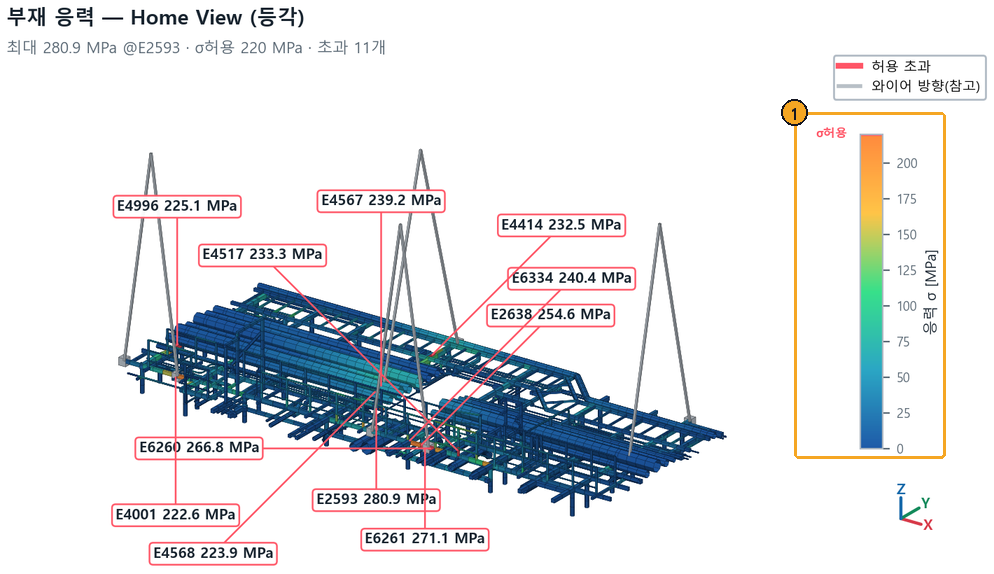 부재 응력 — Home View (등각)
최대 280.9 MPa @E2593 · σ허용 220 MPa · 초과 11개
허용 초과
와이어 방향(참고)
1
σ허용
200
175
150
125
100
75
50
25
0
응력 σ [MPa]
E4996 225.1 MPa
E4567 239.2 MPa
E4414 232.5 MPa
E4517 233.3 MPa
E6334 240.4 MPa
E2638 254.6 MPa
E6260 266.8 MPa
E2593 280.9 MPa
E4001 222.6 MPa
E6261 271.1 MPa
E4568 223.9 MPa
Z
Y
X